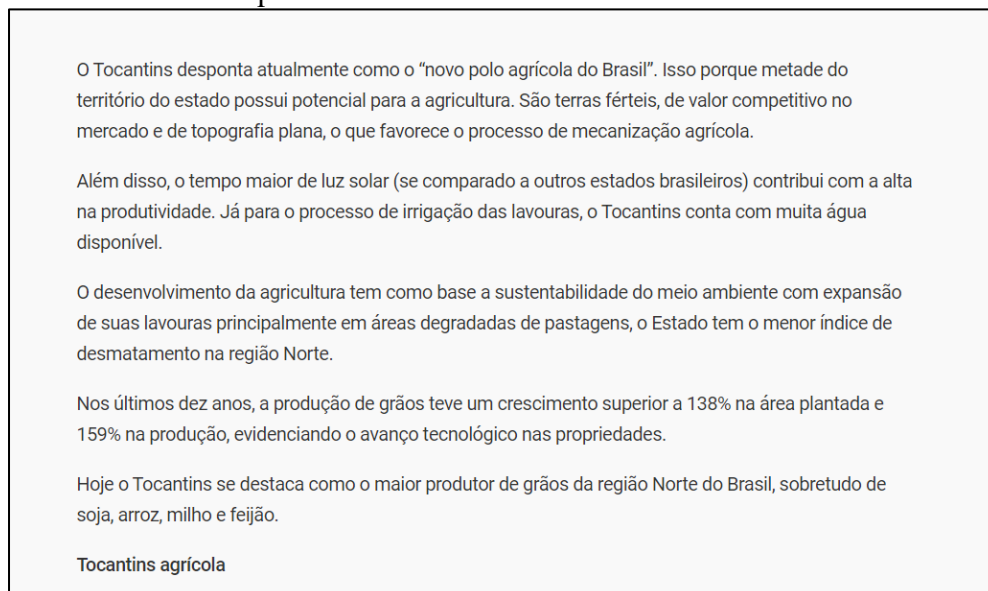 O Tocantins desponta atualmente como o “novo polo agrícola do Brasil”. Isso porque metade do
território do estado possui potencial para a agricultura. São terras férteis, de valor competitivo no
mercado e de topografia plana, o que favorece o processo de mecanização agrícola.
Além disso, o tempo maior de luz solar (se comparado a outros estados brasileiros) contribui com a alta
na produtividade. Já para o processo de irrigação das lavouras, o Tocantins conta com muita água
disponível.
O desenvolvimento da agricultura tem como base a sustentabilidade do meio ambiente com expansão
de suas lavouras principalmente em áreas degradadas de pastagens, o Estado tem o menor índice de
desmatamento na região Norte.
Nos últimos dez anos, a produção de grãos teve um crescimento superior a 138% na área plantada e
159% na produção, evidenciando o avanço tecnológico nas propriedades.
Hoje o Tocantins se destaca como o maior produtor de grãos da região Norte do Brasil, sobretudo de
soja, arroz, milho e feijão.
Tocantins agrícola